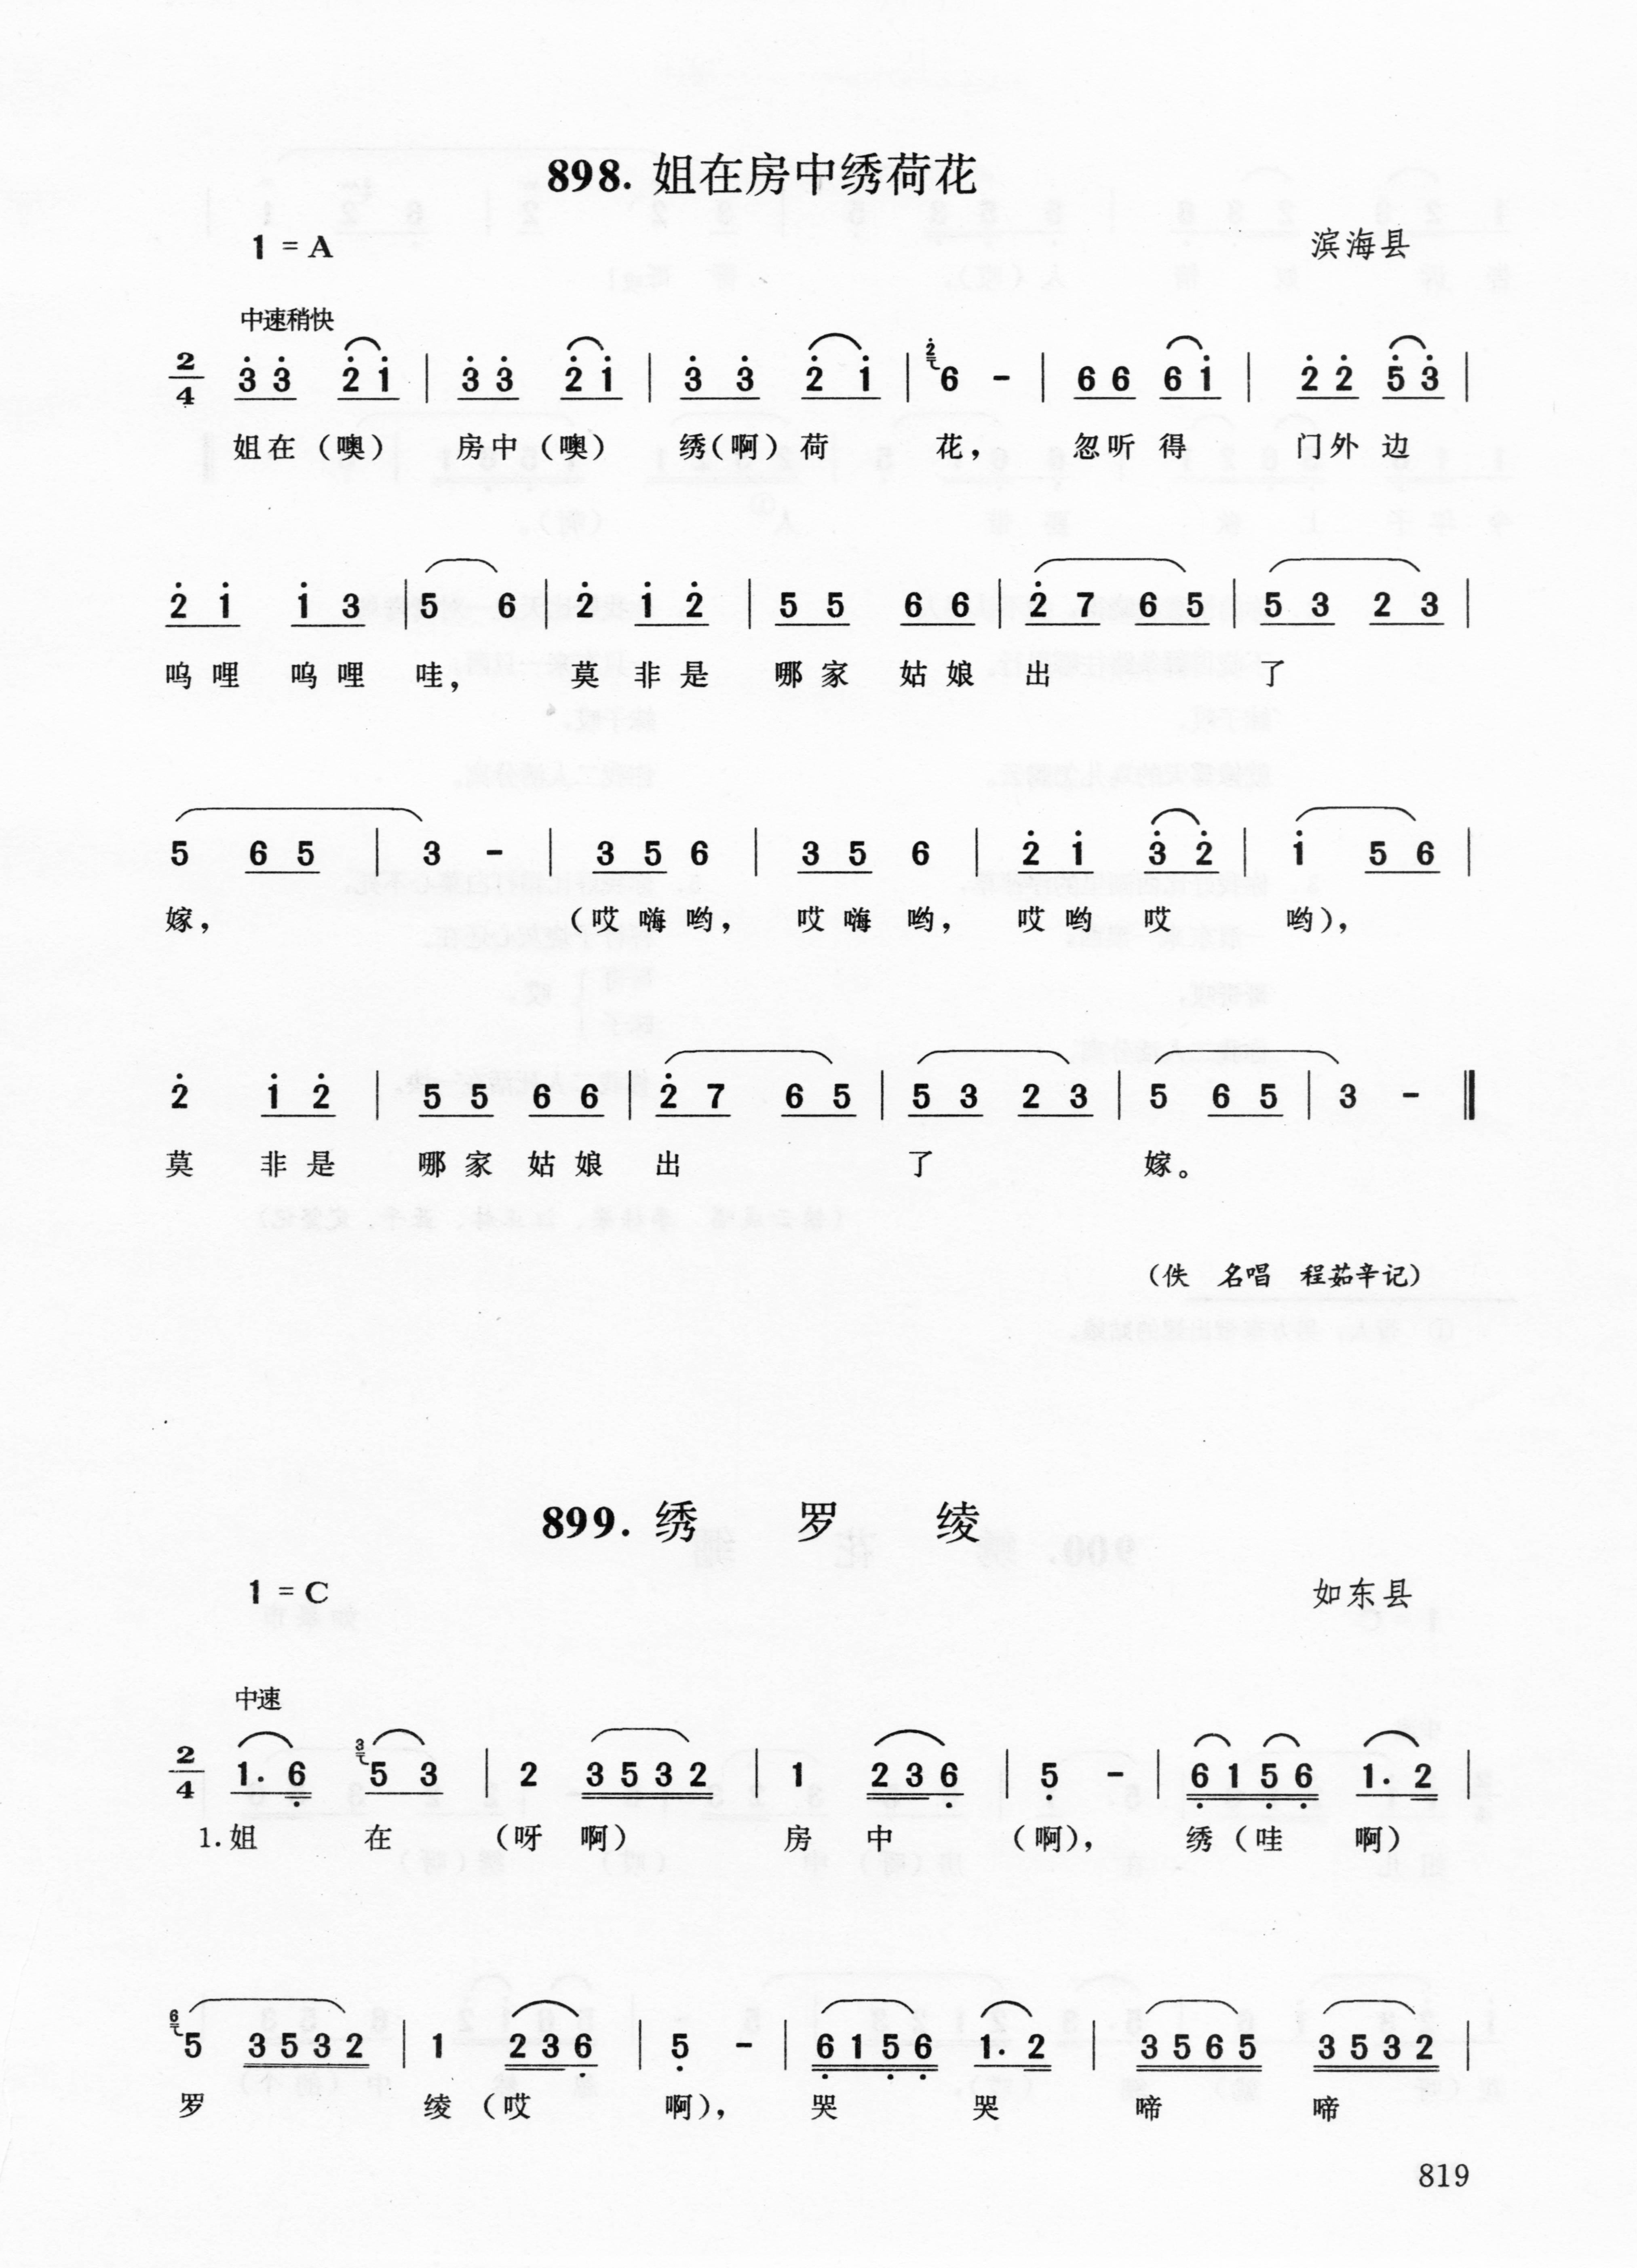 898. 姐在房中绣荷花
1 = A 滨海县
中速稍快
2/4 3̇ 3̇ 2̇ 1̇ | 3̇ 3̇ 2̇ 1̇ | 3̇ 3̇ 2̇ 1̇ | 2̇ 6 - | 6 6 6 1̇ | 2̇ 2̇ 5̇ 3̇ |
姐在（噢） 房中（噢） 绣（啊）荷 花， 忽听得 门外边
2̇ 1̇ 1̇ 3 | 5 6 | 2̇ 1̇ 2̇ | 5 5 6 6 | 2̇ 7 6 5 | 5 3 2 3 |
呜哩 呜哩 哇， 莫非是 哪家姑娘出 了
5 6 5 | 3 - | 3 5 6 | 3 5 6 | 2̇ 1̇ 3̇ 2̇ | 1̇ 5 6 |
嫁， （哎嗨哟， 哎嗨哟， 哎哟哎 哟），
2̇ 1̇ 2̇ | 5 5 6 6 | 2̇ 7 6 5 | 5 3 2 3 | 5 6 5 | 3 - ‖
莫 非是 哪家姑娘 出 了 嫁。
（佚 名唱 程茹辛记）
899. 绣 罗 绫
1 = C 如东县
中速
2/4 1. 6̣ 3 5 3 | 2 3 5 3 2 | 1 2 3 6̣ | 5̣ - | 6̣ 1 5̣ 6̣ 1. 2 |
1.姐 在 （呀 啊） 房 中 （啊）， 绣（哇 啊）
6 5 3 5 3 2 | 1 2 3 6̣ | 5̣ - | 6̣ 1 5̣ 6̣ 1. 2 | 3 5 6 5 3 5 3 2 |
罗 绫（哎 啊）， 哭 哭 啼 啼
819